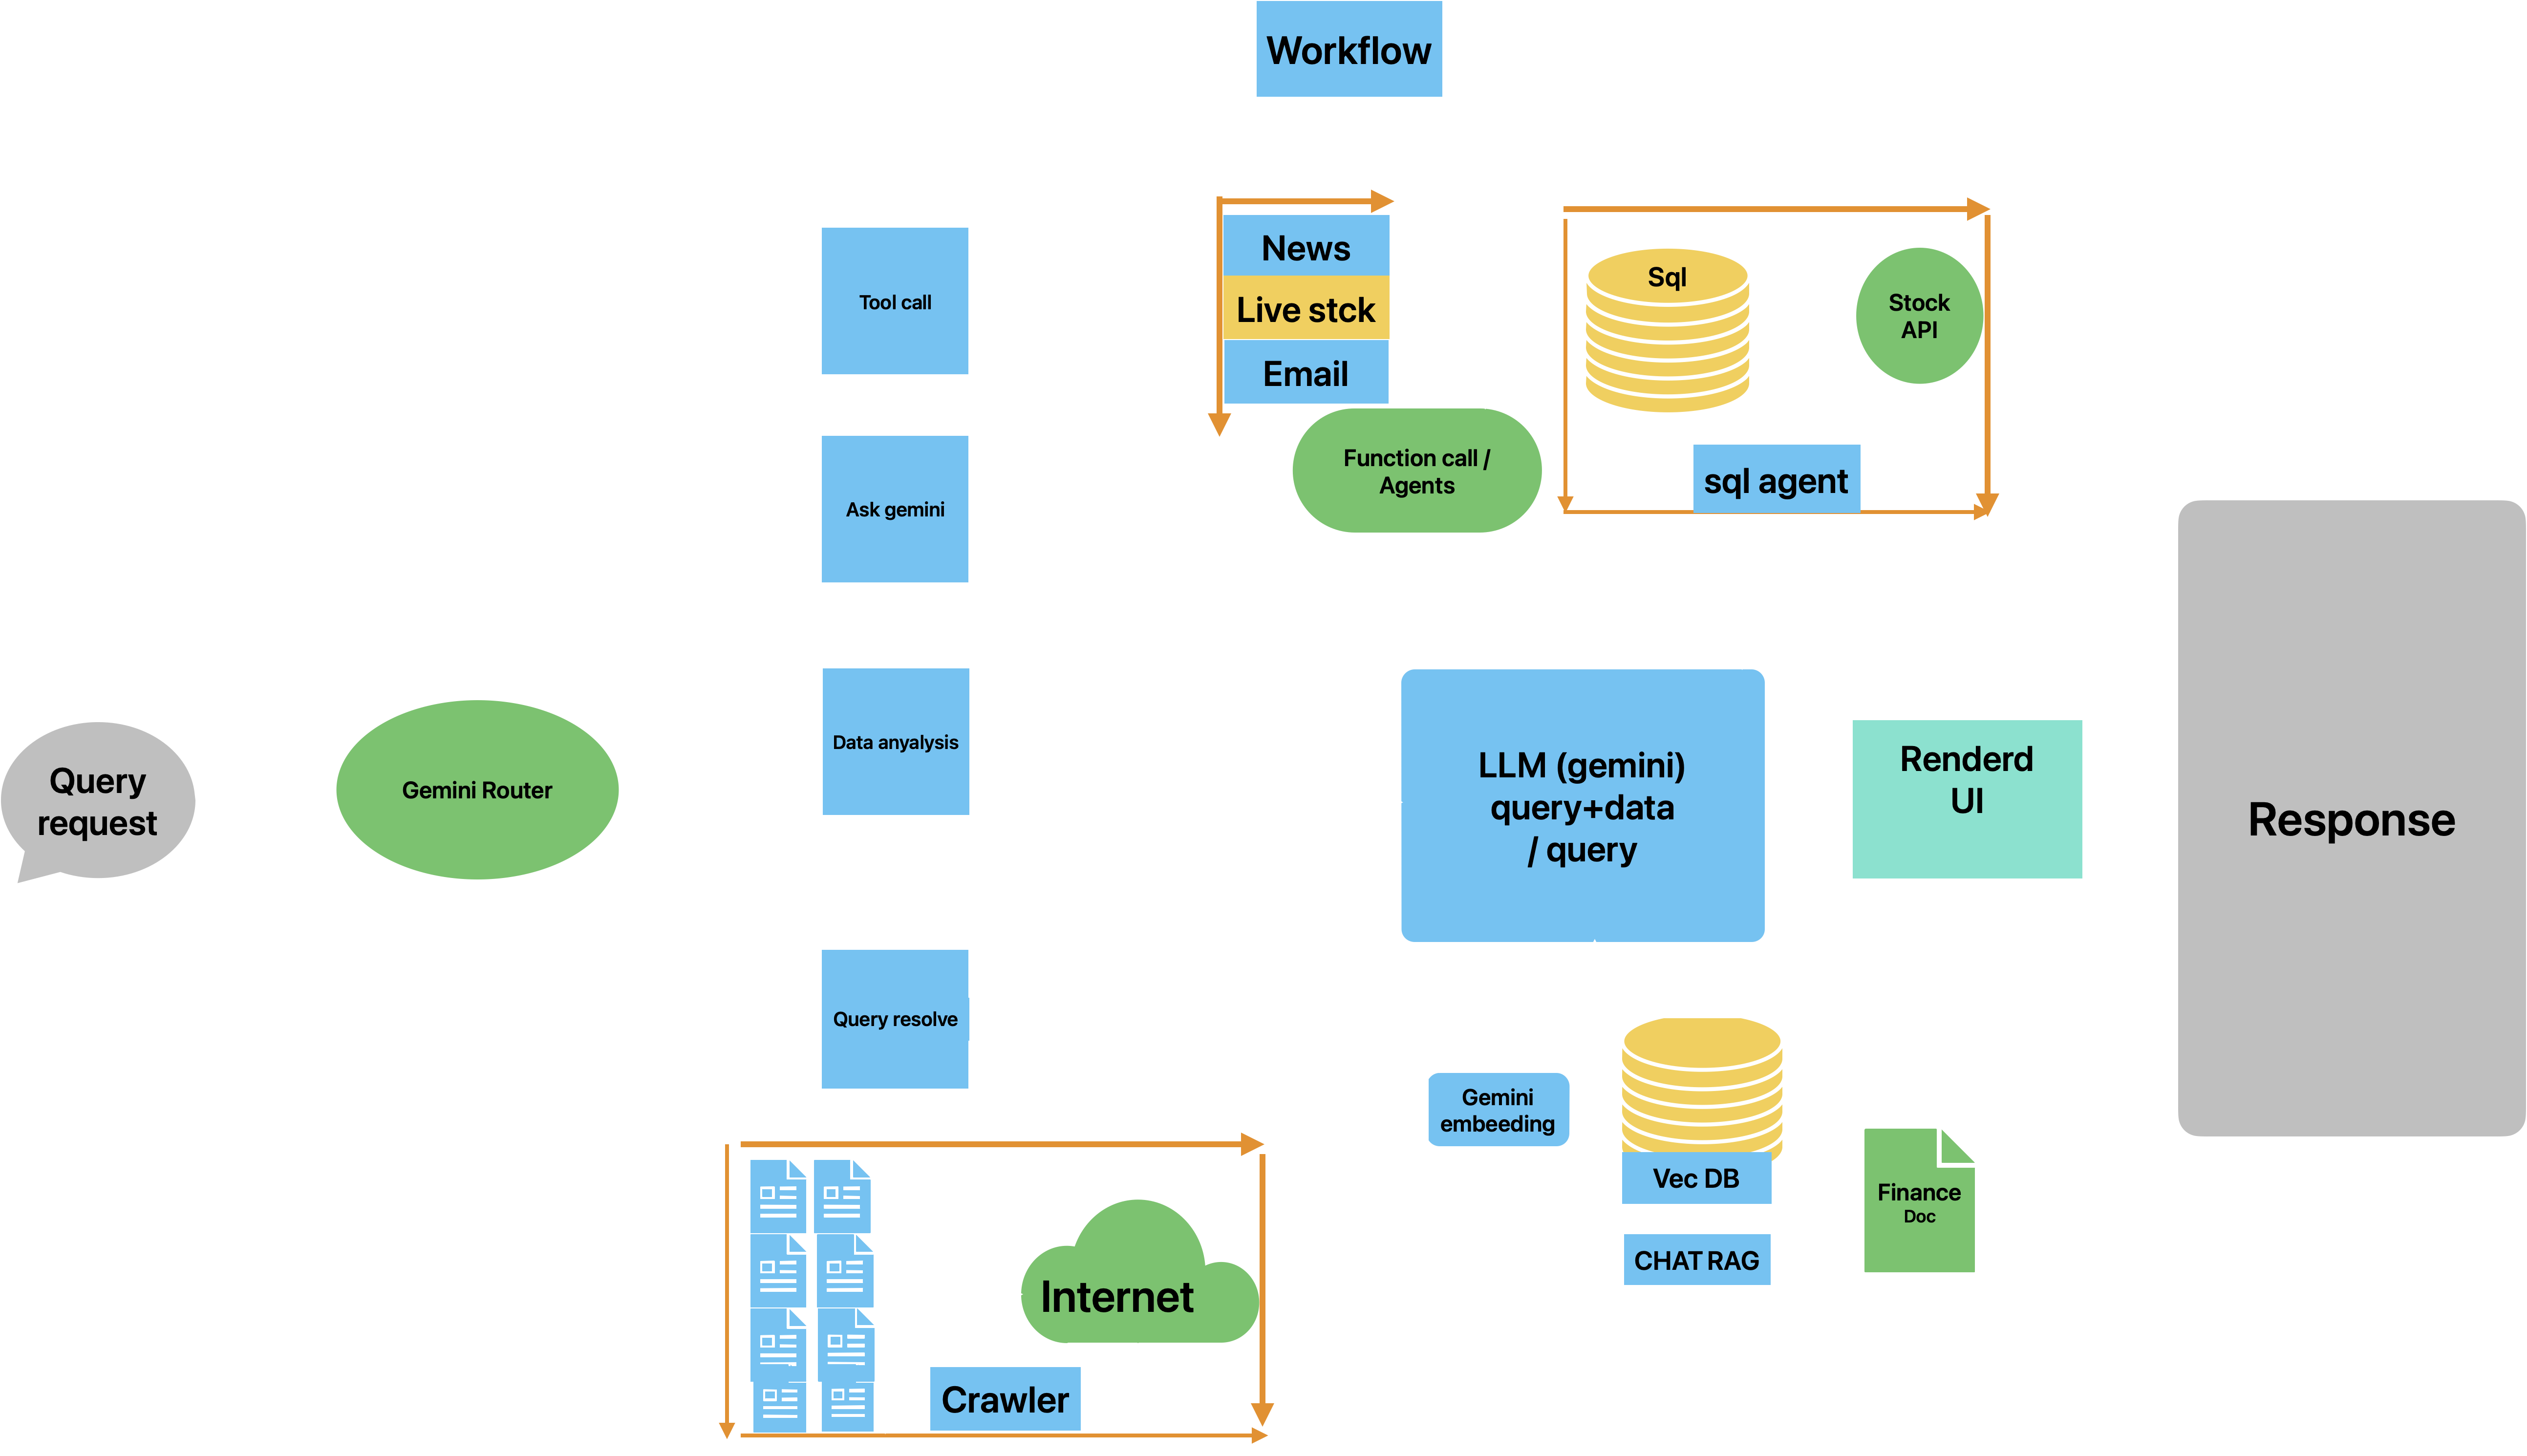 Workflow
News
Live stck
Email
Function call /
Agents
Sql
Stock
API
sql agent
Tool call
Ask gemini
Data anyalysis
Query resolve
Query
request
Gemini Router
LLM (gemini)
query+data
/ query
Renderd
UI
Response
Gemini
embeeding
Vec DB
CHAT RAG
Finance
Doc
Internet
Crawler